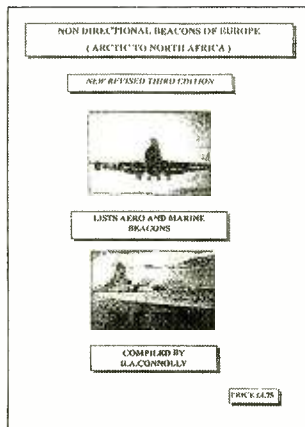 NON DIRECTIONAL BEACONS OF EUROPE
( ARCTIC TO NORTH AFRICA )
NEW REVISED THIRD EDITION
LISTS AERO AND MARINE
BEACONS
COMPILED BY
CONNOLLY
PRICE